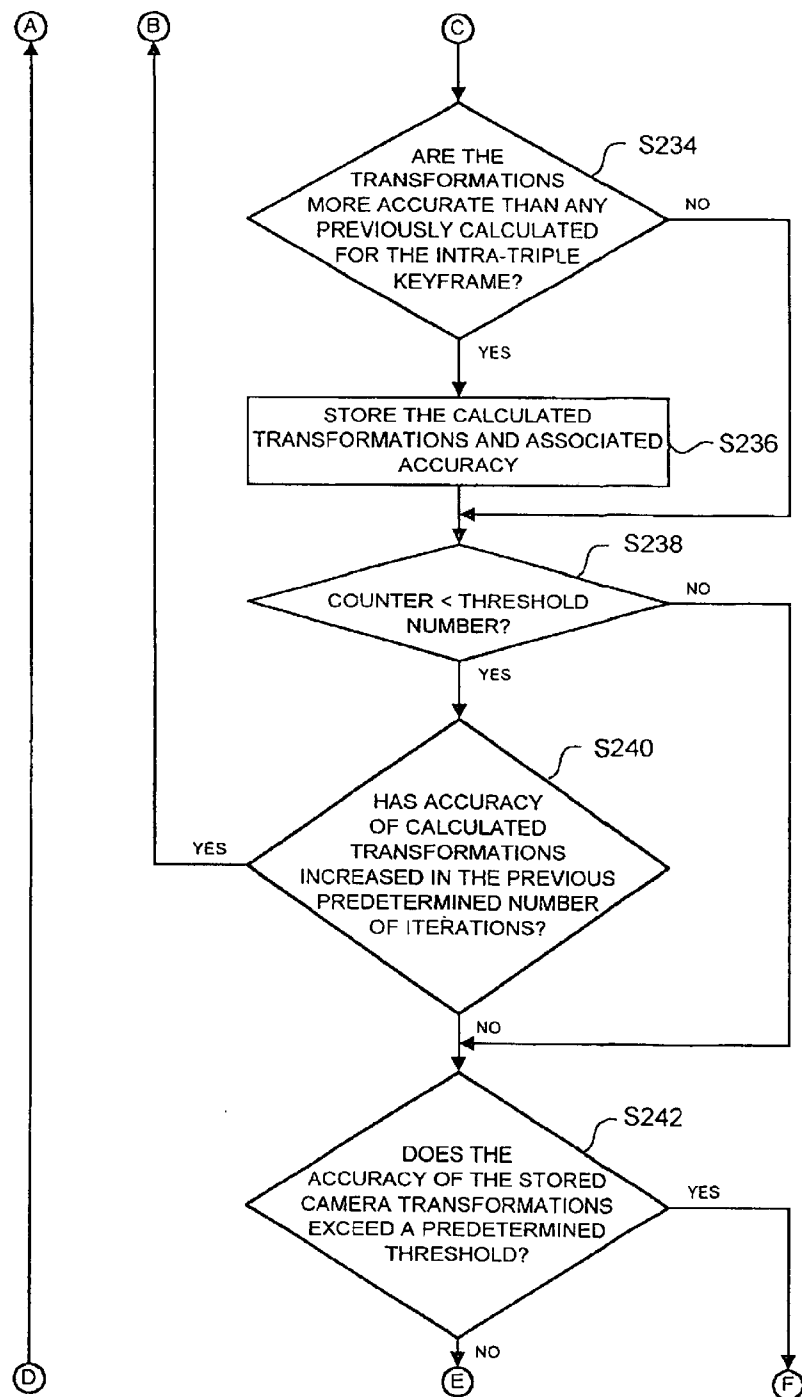 A
B
C
S234
ARE THE
TRANSFORMATIONS
MORE ACCURATE THAN ANY
PREVIOUSLY CALCULATED
FOR THE INTRA-TRIPLE
KEYFRAME?
NO
YES
STORE THE CALCULATED
TRANSFORMATIONS AND ASSOCIATED
ACCURACY
S236
S238
COUNTER < THRESHOLD
NUMBER?
NO
YES
S240
HAS ACCURACY
OF CALCULATED
TRANSFORMATIONS
INCREASED IN THE PREVIOUS
PREDETERMINED NUMBER
OF ITERATIONS?
YES
NO
S242
DOES THE
ACCURACY OF THE STORED
CAMERA TRANSFORMATIONS
EXCEED A PREDETERMINED
THRESHOLD?
YES
NO
D
E
F